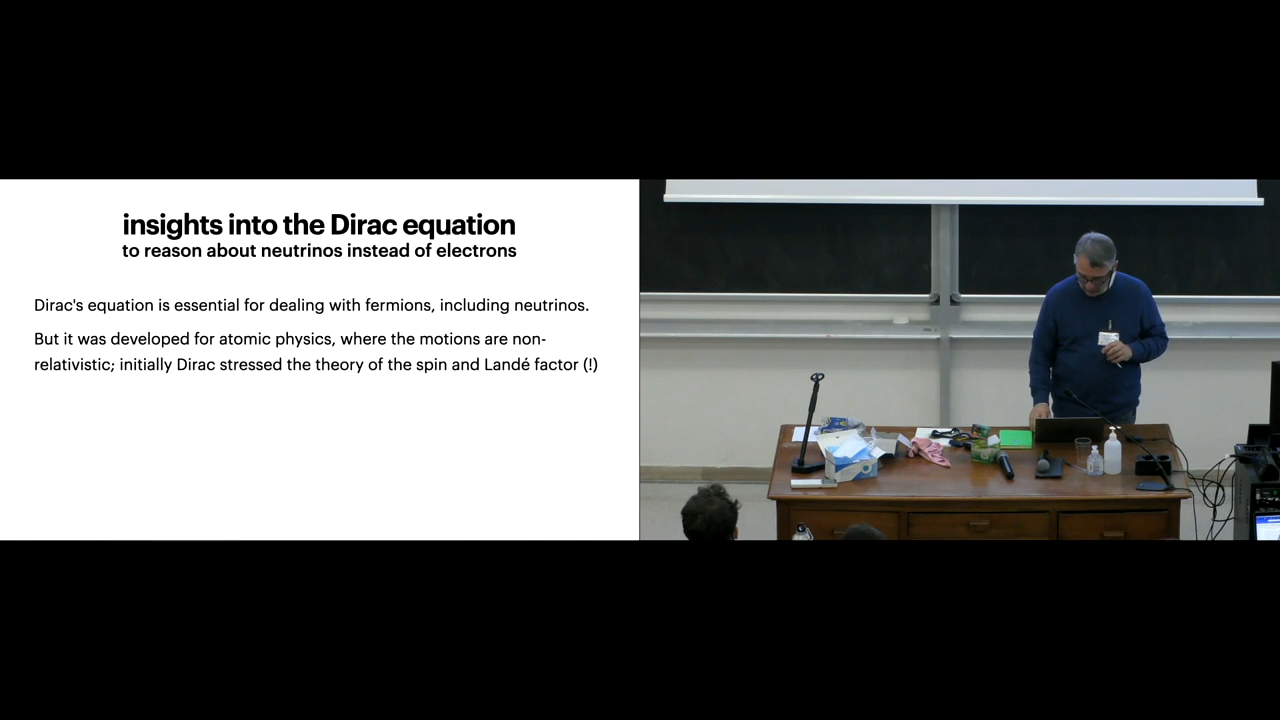 insights into the Dirac equation
to reason about neutrinos instead of electrons
Dirac's equation is essential for dealing with fermions, including neutrinos.
But it was developed for atomic physics, where the motions are non-
relativistic; initially Dirac stressed the theory of the spin and Landé factor (!)